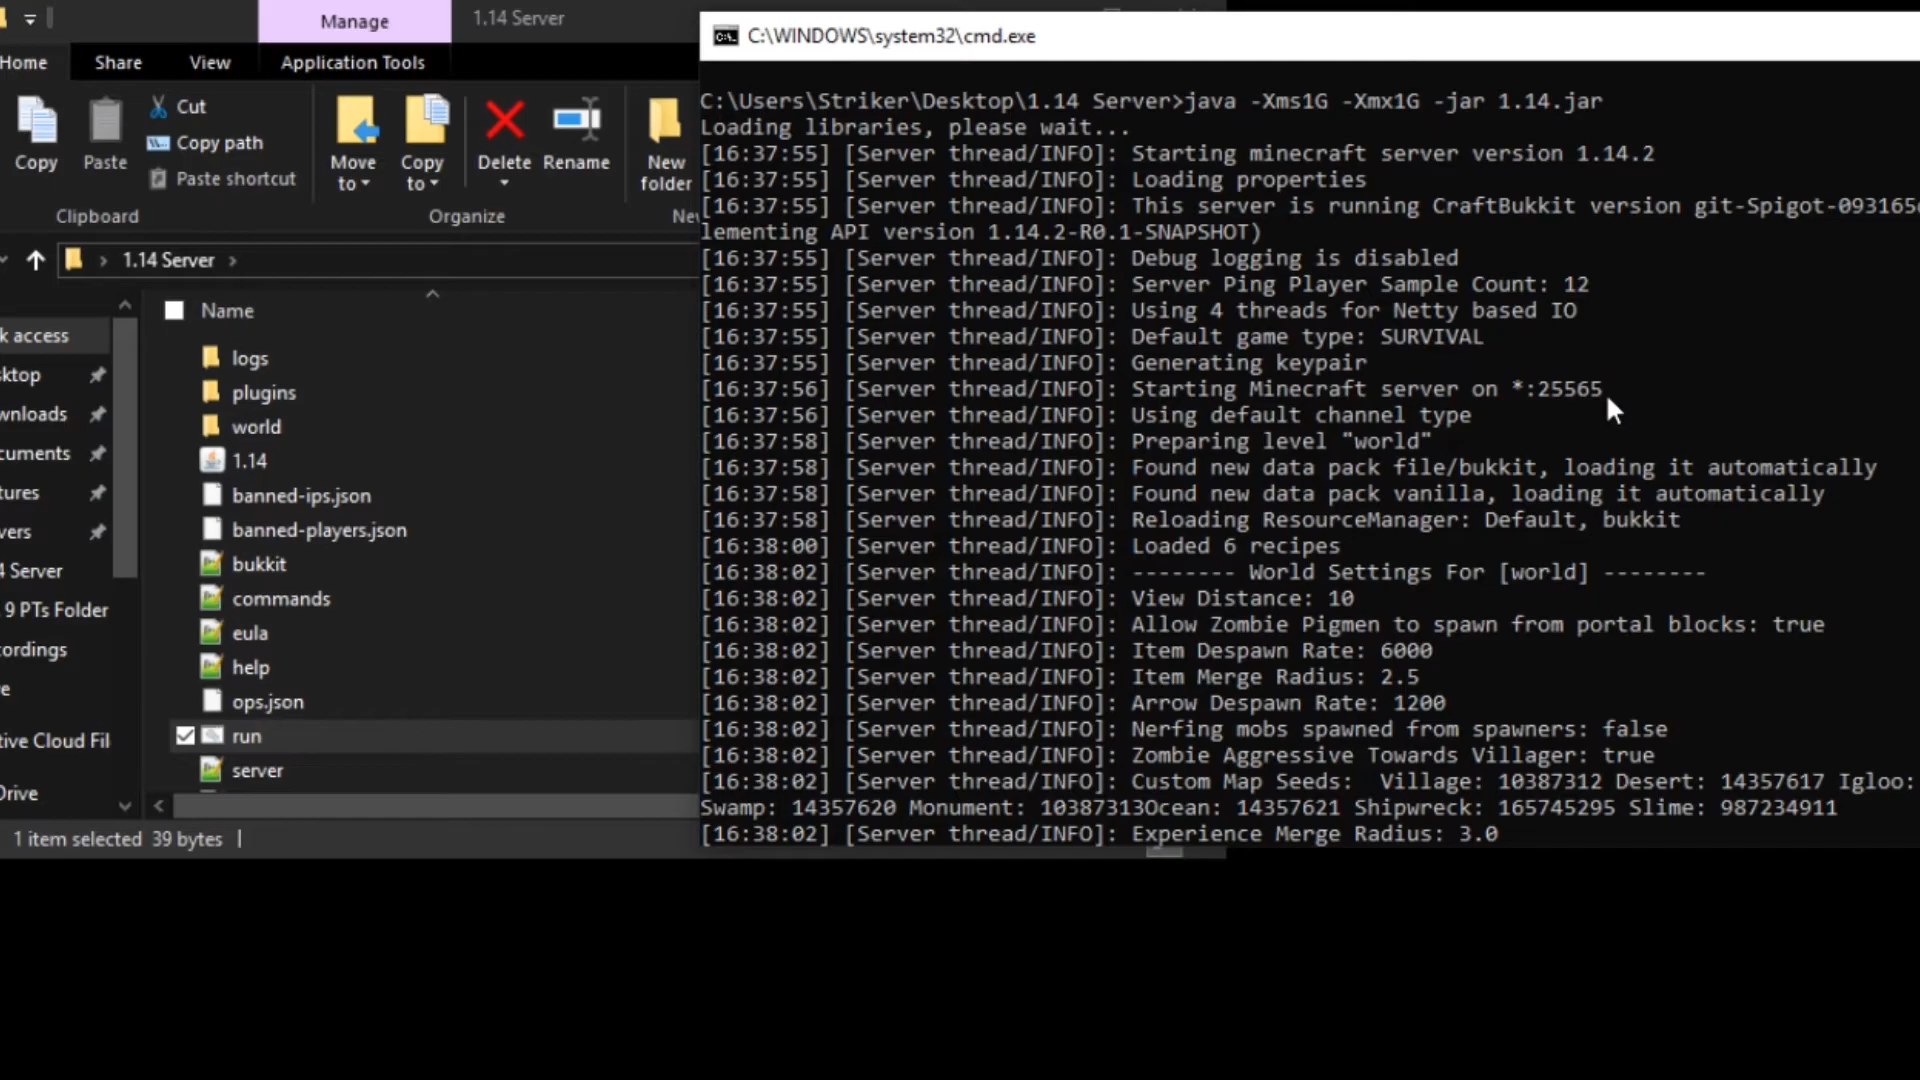 Manage
1.14 Server
Home
Share
View
Application Tools
Copy
Paste
Cut
Copy path
Paste shortcut
Move to
Copy to
Delete
Rename
New folder
Clipboard
Organize
1.14 Server
Name
access
logs
plugins
world
1.14
banned-ips.json
banned-players.json
bukkit
commands
eula
help
ops.json
run
server
Server
9 PTs Folder
Cloud
1 item selected 39 bytes
C:\WINDOWS\system32\cmd.exe
C:\Users\Striker\Desktop\1.14 Server>java -Xms1G -Xmx1G -jar 1.14.jar
Loading libraries, please wait...
[16:37:55] [Server thread/INFO]: Starting minecraft server version 1.14.2
[16:37:55] [Server thread/INFO]: Loading properties
[16:37:55] [Server thread/INFO]: This server is running CraftBukkit version git-Spigot-093165
lementing API version 1.14.2-R0.1-SNAPSHOT)
[16:37:55] [Server thread/INFO]: Debug logging is disabled
[16:37:55] [Server thread/INFO]: Server Ping Player Sample Count: 12
[16:37:55] [Server thread/INFO]: Using 4 threads for Netty based IO
[16:37:55] [Server thread/INFO]: Default game type: SURVIVAL
[16:37:55] [Server thread/INFO]: Generating keypair
[16:37:56] [Server thread/INFO]: Starting Minecraft server on *:25565
[16:37:56] [Server thread/INFO]: Using default channel type
[16:37:58] [Server thread/INFO]: Preparing level "world"
[16:37:58] [Server thread/INFO]: Found new data pack file/bukkit, loading it automatically
[16:37:58] [Server thread/INFO]: Found new data pack vanilla, loading it automatically
[16:37:58] [Server thread/INFO]: Reloading ResourceManager: Default, bukkit
[16:38:00] [Server thread/INFO]: Loaded 6 recipes
[16:38:02] [Server thread/INFO]: -------- World Settings For [world] --------
[16:38:02] [Server thread/INFO]: View Distance: 10
[16:38:02] [Server thread/INFO]: Allow Zombie Pigmen to spawn from portal blocks: true
[16:38:02] [Server thread/INFO]: Item Despawn Rate: 6000
[16:38:02] [Server thread/INFO]: Item Merge Radius: 2.5
[16:38:02] [Server thread/INFO]: Arrow Despawn Rate: 1200
[16:38:02] [Server thread/INFO]: Nerfing mobs spawned from spawners: false
[16:38:02] [Server thread/INFO]: Zombie Aggressive Towards Villager: true
[16:38:02] [Server thread/INFO]: Custom Map Seeds:  Village: 10387312 Desert: 14357617 Igloo:
Swamp: 14357620 Monument: 10387313Ocean: 14357621 Shipwreck: 165745295 Slime: 987234911
[16:38:02] [Server thread/INFO]: Experience Merge Radius: 3.0